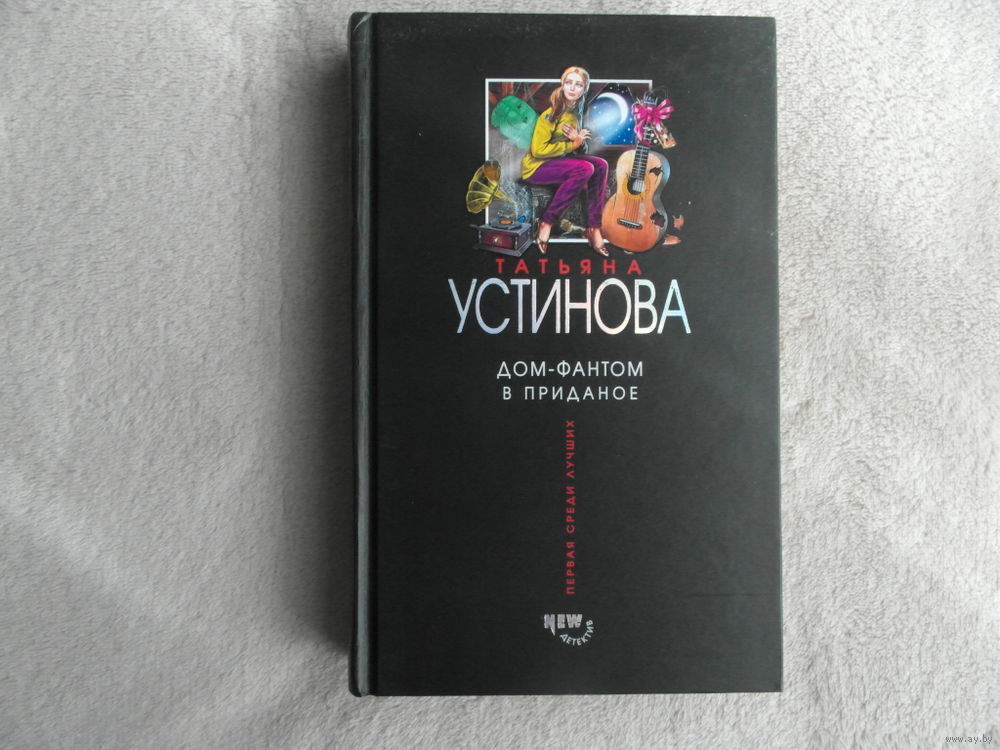 ТАТЬЯНА
УСТИНОВА
ДОМ-ФАНТОМ
В ПРИДАНОЕ
ПЕРВАЯ СРЕДИ ЛУЧШИХ
NEW
ДЕТЕКТИВ
www.ay.by